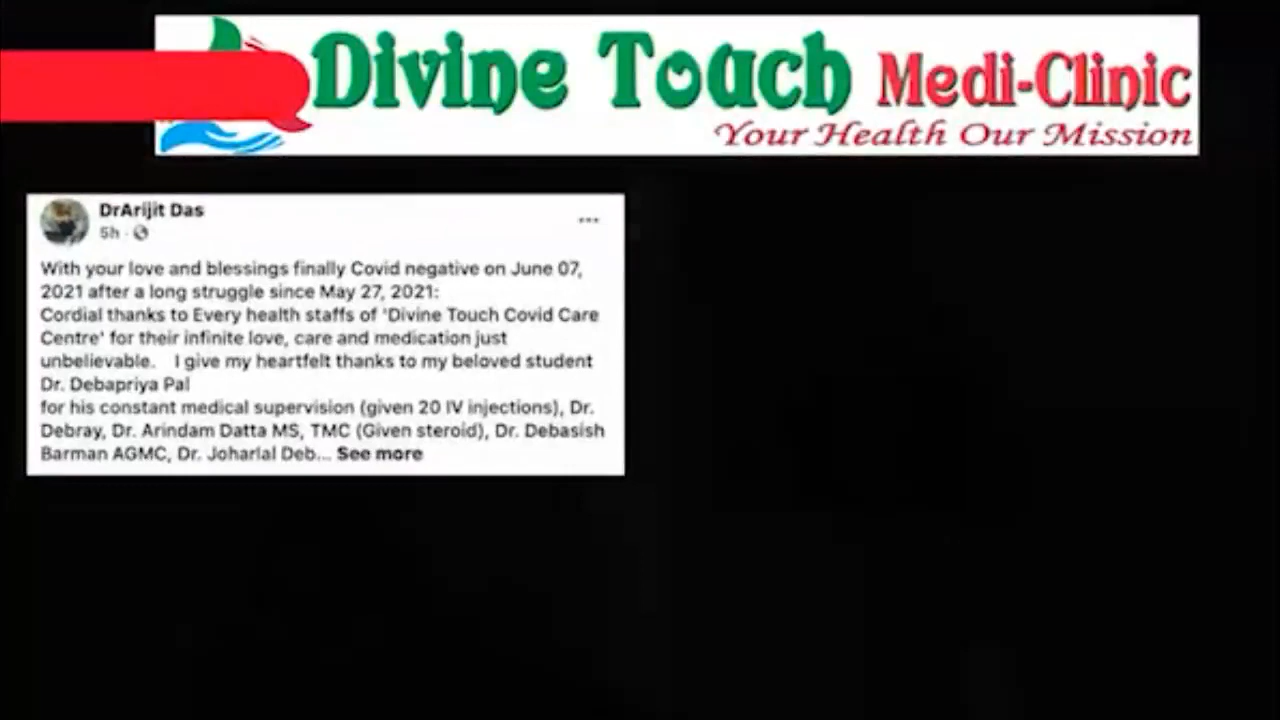 Divine Touch Medi-Clinic
Your Health Our Mission
DrArijit Das
5h ·
With your love and blessings finally Covid negative on June 07,
2021 after a long struggle since May 27, 2021:
Cordial thanks to Every health staffs of 'Divine Touch Covid Care
Centre' for their infinite love, care and medication just
unbelievable. I give my heartfelt thanks to my beloved student
Dr. Debapriya Pal
for his constant medical supervision (given 20 IV injections), Dr.
Debray, Dr. Arindam Datta MS, TMC (Given steroid), Dr. Debasish
Barman AGMC, Dr. Joharlal Deb... See more